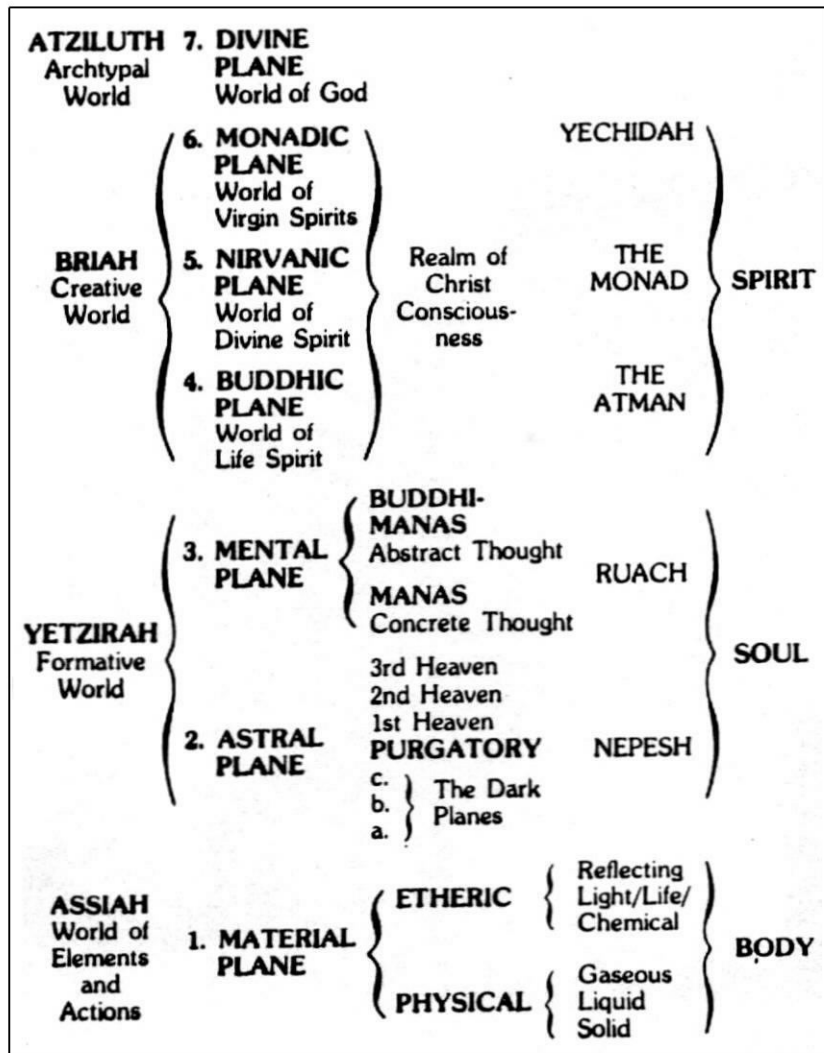 ATZILUTH
Archtypal
World
7. DIVINE
PLANE
World of God
BRIAH
Creative
World
6. MONADIC
PLANE
World of
Virgin Spirits
5. NIRVANIC
PLANE
World of
Divine Spirit
4. BUDDHIC
PLANE
World of
Life Spirit
Realm of
Christ
Conscious-
ness
YECHIDAH
THE
MONAD
THE
ATMAN
SPIRIT
YETZIRAH
Formative
World
3. MENTAL
PLANE
BUDDHI-
MANAS
Abstract Thought
MANAS
Concrete Thought
RUACH
2. ASTRAL
PLANE
3rd Heaven
2nd Heaven
1st Heaven
PURGATORY
c.
b.
a.
The Dark
Planes
NEPESH
SOUL
ASSIAH
World of
Elements
and
Actions
1. MATERIAL
PLANE
ETHERIC
Reflecting
Light/Life/
Chemical
PHYSICAL
Gaseous
Liquid
Solid
BODY